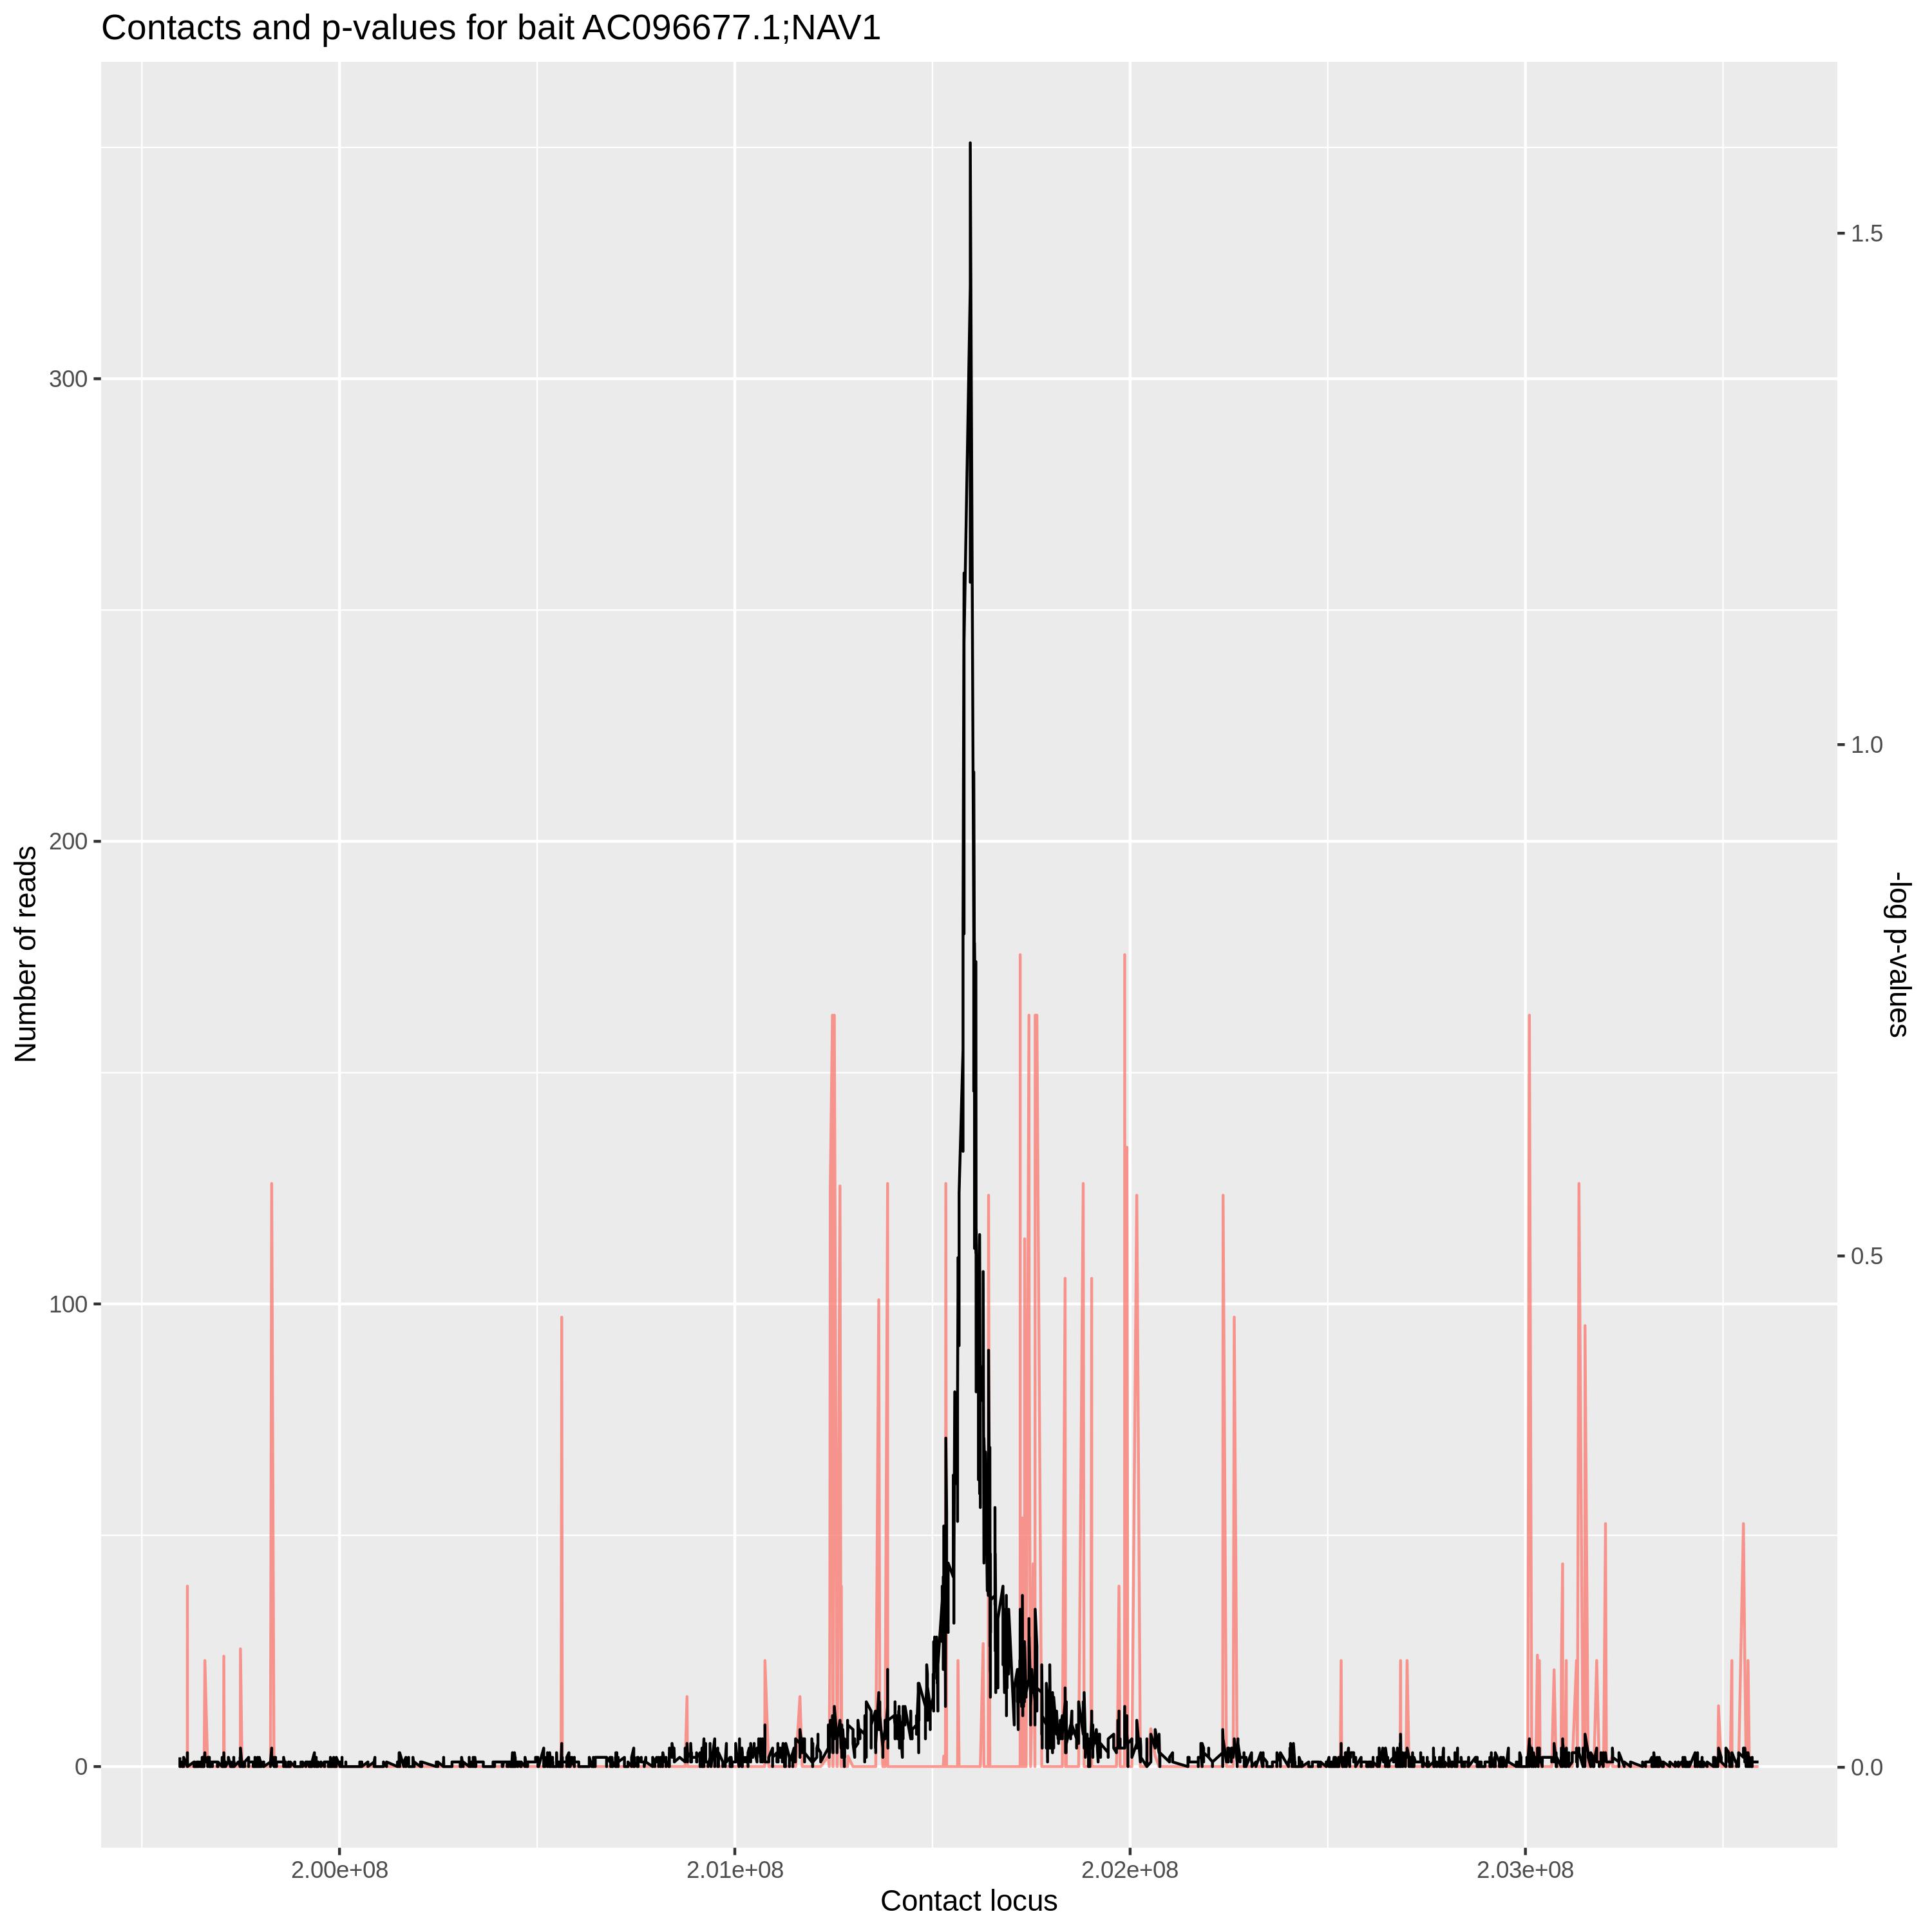 Contacts and p-values for bait AC096677.1;NAV1
Number of reads
300
200
100
0
1.5
1.0
0.5
0.0
-log p-values
2.00e+08
2.01e+08
2.02e+08
2.03e+08
Contact locus